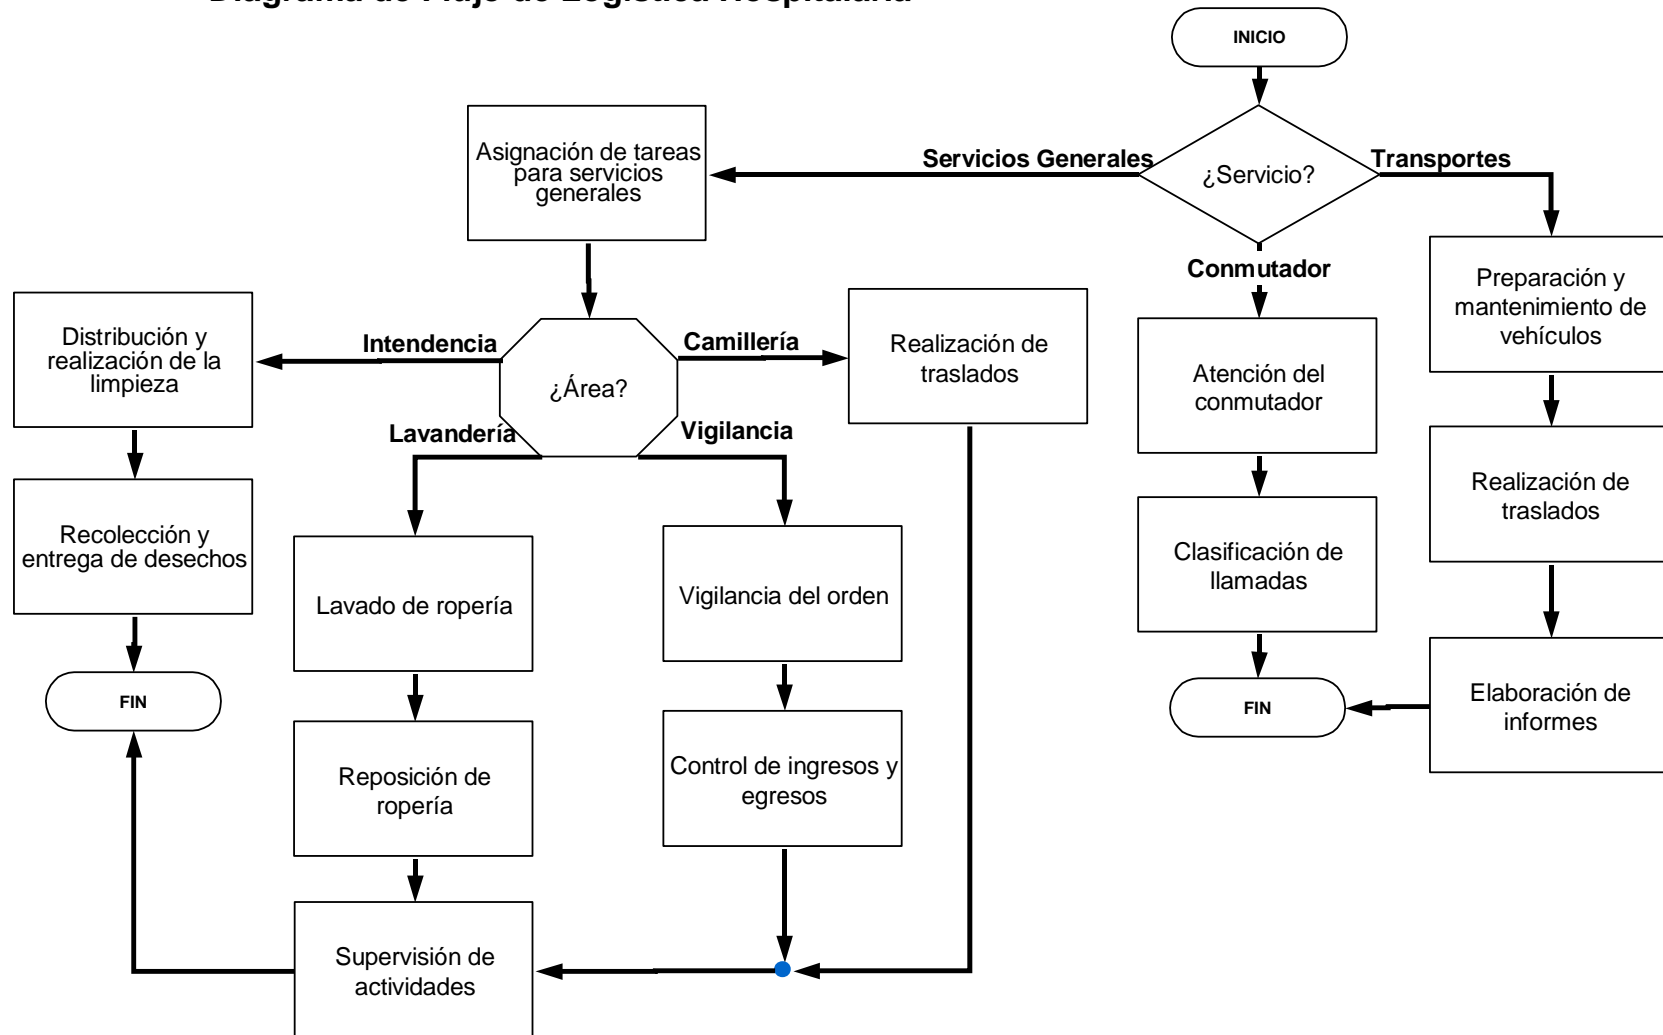 Diagrama de Flujo de Logística Hospitalaria
INICIO
¿Servicio?
Servicios Generales
Transportes
Conmutador
Asignación de tareas
para servicios
generales
¿Área?
Intendencia
Camillería
Lavandería
Vigilancia
Distribución y
realización de la
limpieza
Recolección y
entrega de desechos
FIN
Lavado de ropería
Reposición de
ropería
Supervisión de
actividades
Vigilancia del orden
Control de ingresos y
egresos
Realización de
traslados
Atención del
conmutador
Clasificación de
llamadas
FIN
Preparación y
mantenimiento de
vehículos
Realización de
traslados
Elaboración de
informes